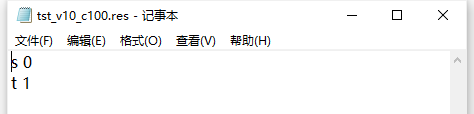 tst_v10_c100.res - 记事本
文件(F) 编辑(E) 格式(O) 查看(V) 帮助(H)
s 0
t 1